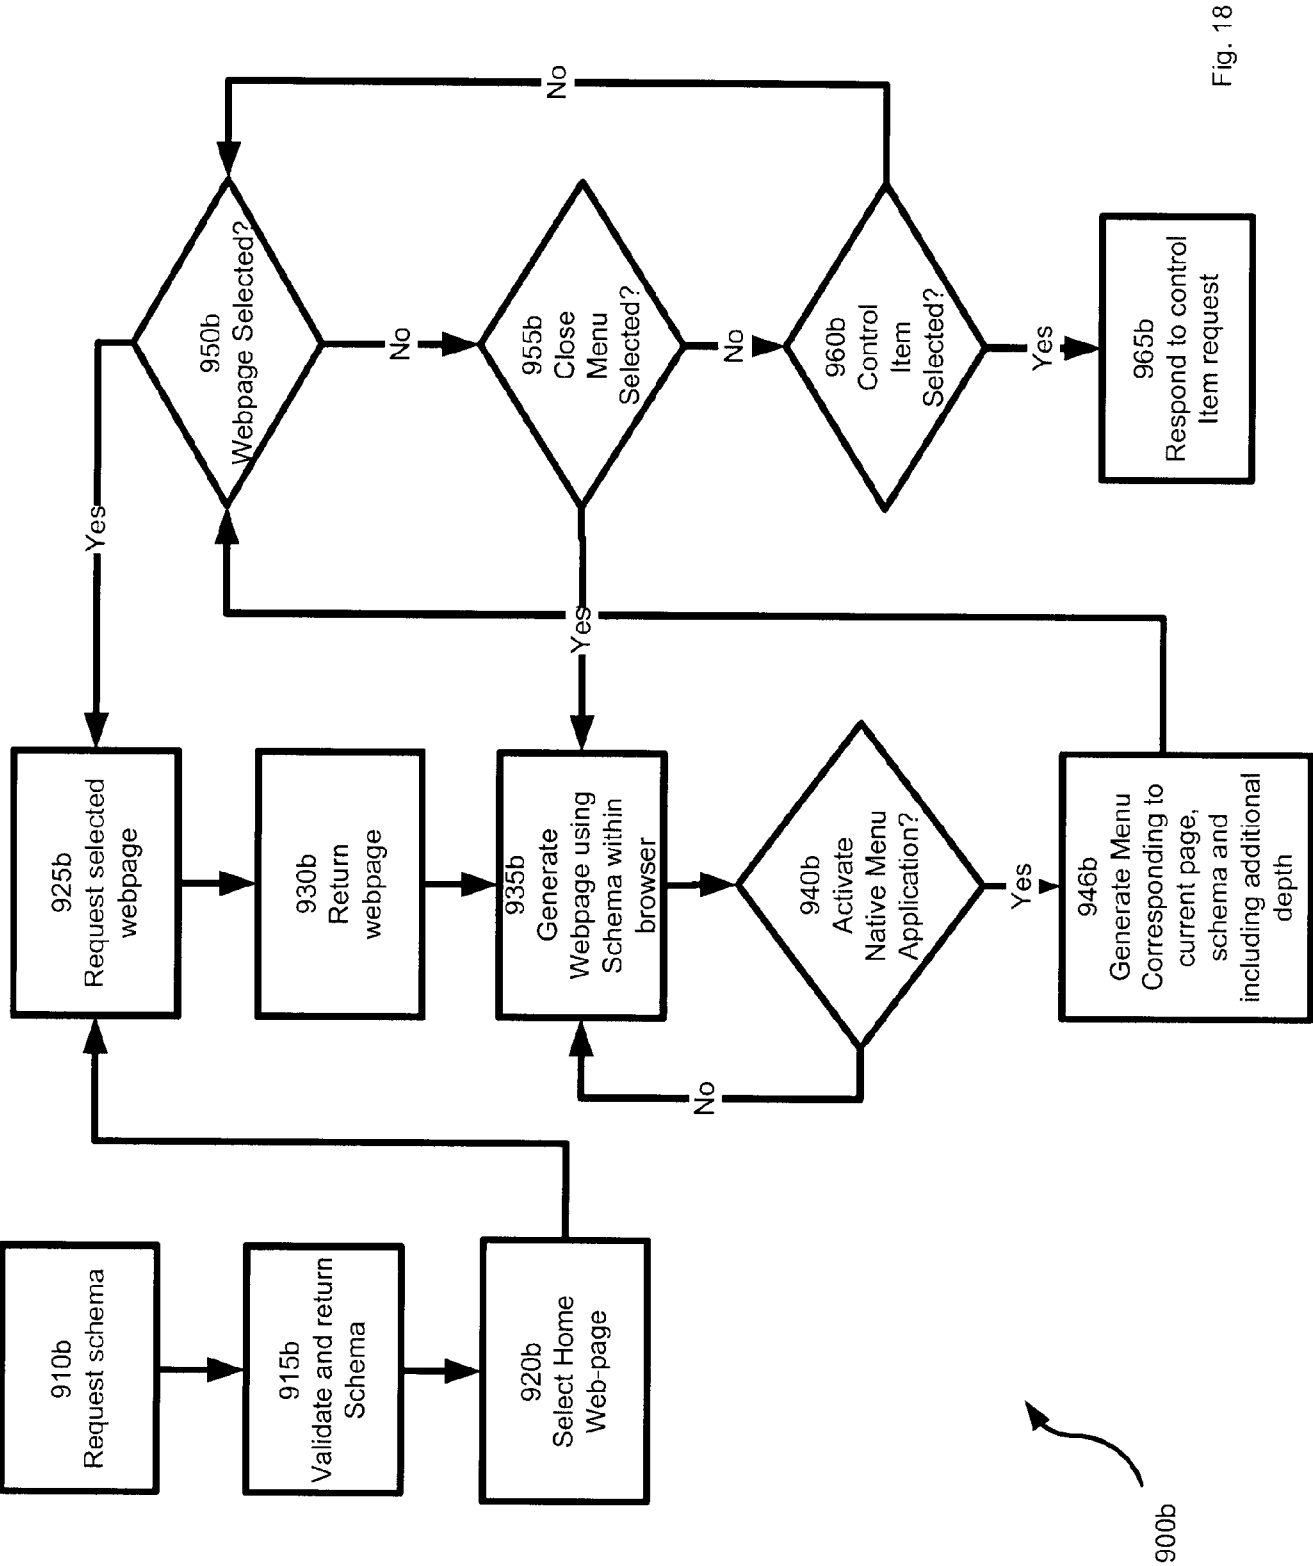 910b
Request schema
915b
Validate and return
Schema
920b
Select Home
Web-page
925b
Request selected
webpage
930b
Return
webpage
935b
Generate
Webpage using
Schema within
browser
No
940b
Activate
Native Menu
Application?
Yes
946b
Generate Menu
Corresponding to
current page,
schema and
including additional
depth
Yes
950b
Webpage Selected?
No
Yes
955b
Close
Menu
Selected?
No
960b
Control
Item
Selected?
No
Yes
965b
Respond to control
Item request
900b
Fig. 18